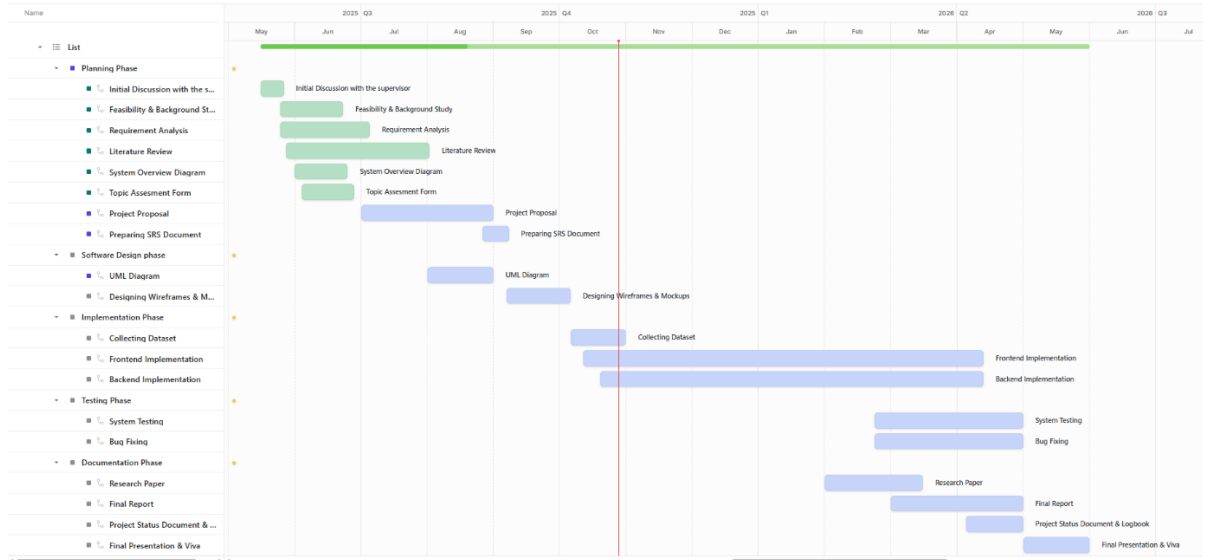 Name
2025 Q3
2025 Q4
2025 Q1
2026 Q2
2026 Q3
May Jun Jul Aug Sep Oct Nov Dec Jan Feb Mar Apr May Jun Jul
List
Planning Phase
Initial Discussion with the s... Initial Discussion with the supervisor
Feasibility & Background St... Feasibility & Background Study
Requirement Analysis Requirement Analysis
Literature Review Literature Review
System Overview Diagram System Overview Diagram
Topic Assesment Form Topic Assesment Form
Project Proposal Project Proposal
Preparing SRS Document Preparing SRS Document
Software Design phase
UML Diagram UML Diagram
Designing Wireframes & M... Designing Wireframes & Mockups
Implementation Phase
Collecting Dataset Collecting Dataset
Frontend Implementation Frontend Implementation
Backend Implementation Backend Implementation
Testing Phase
System Testing System Testing
Bug Fixing Bug Fixing
Documentation Phase
Research Paper Research Paper
Final Report Final Report
Project Status Document & ... Project Status Document & Logbook
Final Presentation & Viva Final Presentation & Viva